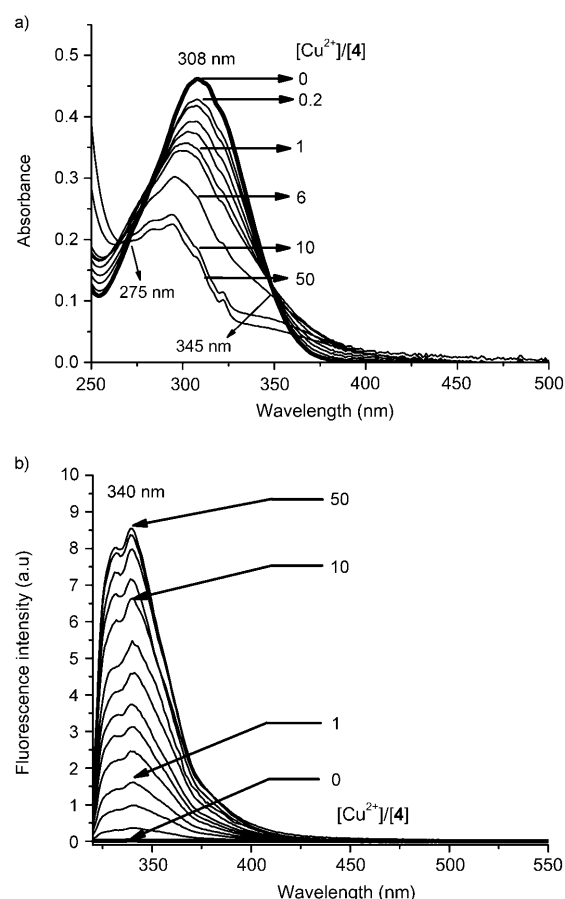 a)
[Cu²⁺]/[4]
308 nm
0
0.2
1
6
10
50
275 nm
345 nm
0.5
0.4
0.3
0.2
0.1
0.0
Absorbance
250 300 350 400 450 500
Wavelength (nm)
b)
340 nm
50
10
1
0
[Cu²⁺]/[4]
10
9
8
7
6
5
4
3
2
1
0
Fluorescence intensity (a.u)
350 400 450 500 550
Wavelength (nm)